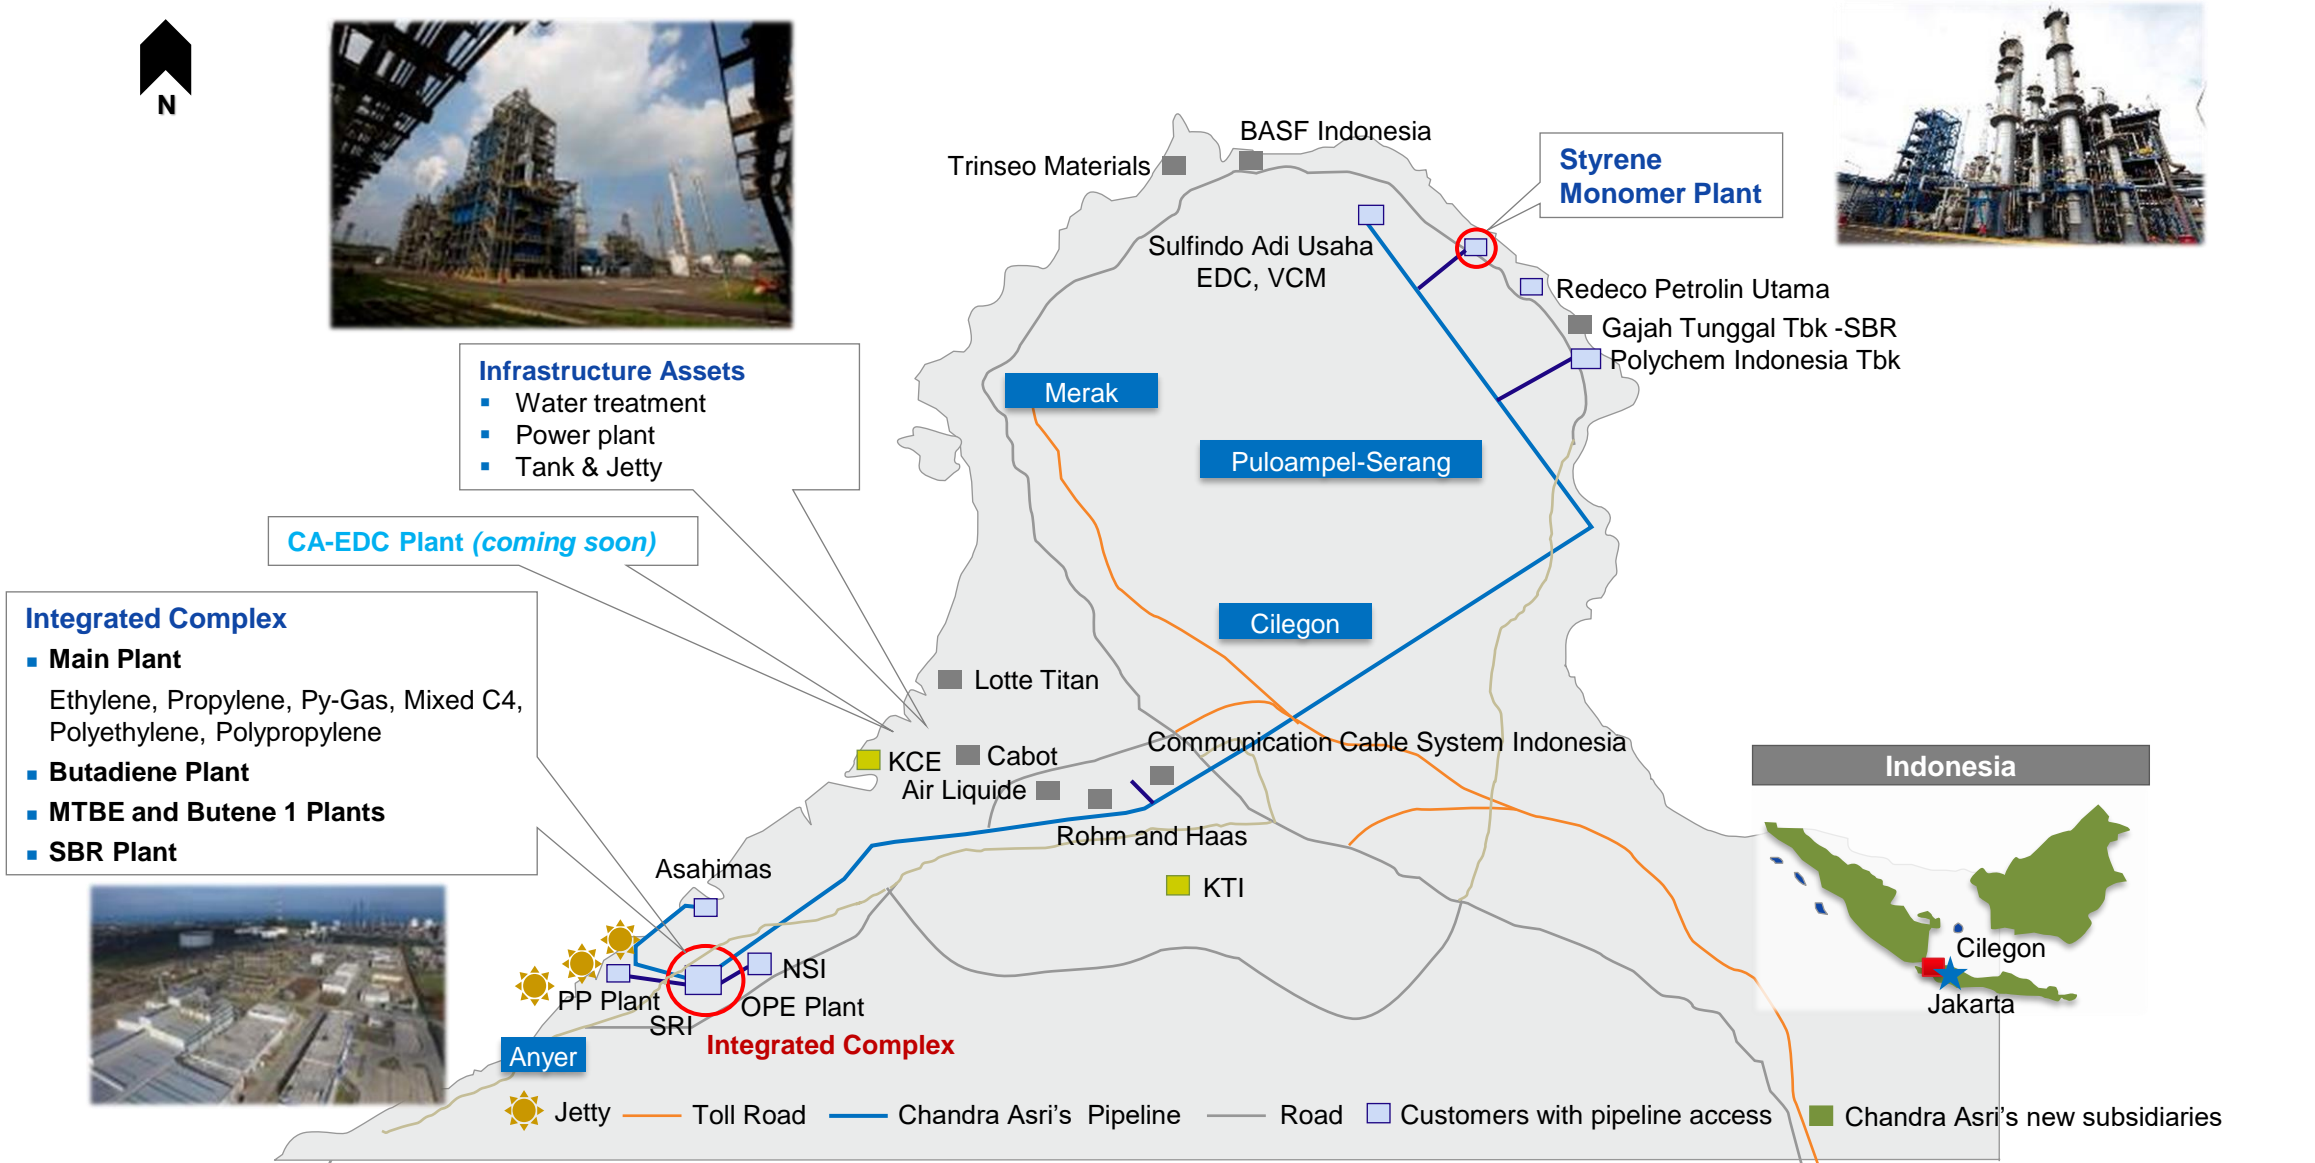 N
BASF Indonesia
Trinseo Materials
Styrene
Monomer Plant
Sulfindo Adi Usaha
EDC, VCM
Redeco Petrolin Utama
Gajah Tunggal Tbk -SBR
Polychem Indonesia Tbk
Infrastructure Assets
Water treatment
Power plant
Tank & Jetty
Merak
Puloampel-Serang
CA-EDC Plant (coming soon)
Cilegon
Integrated Complex
Main Plant
Ethylene, Propylene, Py-Gas, Mixed C4,
Polyethylene, Polypropylene
Butadiene Plant
MTBE and Butene 1 Plants
SBR Plant
Lotte Titan
Communication Cable System Indonesia
KCE
Cabot
Air Liquide
Rohm and Haas
KTI
Asahimas
NSI
PP Plant
OPE Plant
SRI
Integrated Complex
Anyer
Indonesia
Cilegon
Jakarta
Jetty
Toll Road
Chandra Asri's Pipeline
Road
Customers with pipeline access
Chandra Asri's new subsidiaries